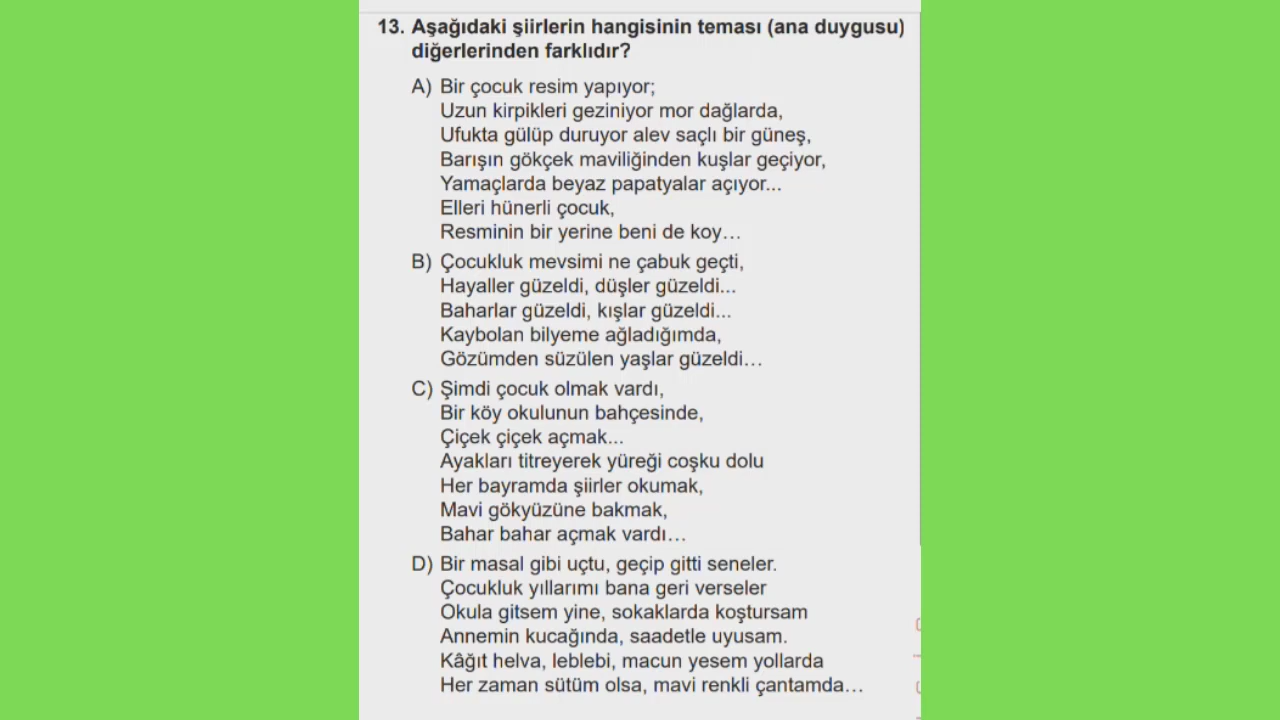 13. Aşağıdaki şiirlerin hangisinin teması (ana duygusu)
diğerlerinden farklıdır?
A) Bir çocuk resim yapıyor;
Uzun kirpikleri geziniyor mor dağlarda,
Ufukta gülüp duruyor alev saçlı bir güneş,
Barışın gökçek maviliğinden kuşlar geçiyor,
Yamaçlarda beyaz papatyalar açıyor...
Elleri hünerli çocuk,
Resminin bir yerine beni de koy…
B) Çocukluk mevsimi ne çabuk geçti,
Hayaller güzeldi, düşler güzeldi...
Baharlar güzeldi, kışlar güzeldi...
Kaybolan bilyeme ağladığımda,
Gözümden süzülen yaşlar güzeldi…
C) Şimdi çocuk olmak vardı,
Bir köy okulunun bahçesinde,
Çiçek çiçek açmak...
Ayakları titreyerek yüreği coşku dolu
Her bayramda şiirler okumak,
Mavi gökyüzüne bakmak,
Bahar bahar açmak vardı…
D) Bir masal gibi uçtu, geçip gitti seneler.
Çocukluk yıllarımı bana geri verseler
Okula gitsem yine, sokaklarda koştursam
Annemin kucağında, saadetle uyusam.
Kâğıt helva, leblebi, macun yesem yollarda
Her zaman sütüm olsa, mavi renkli çantamda…